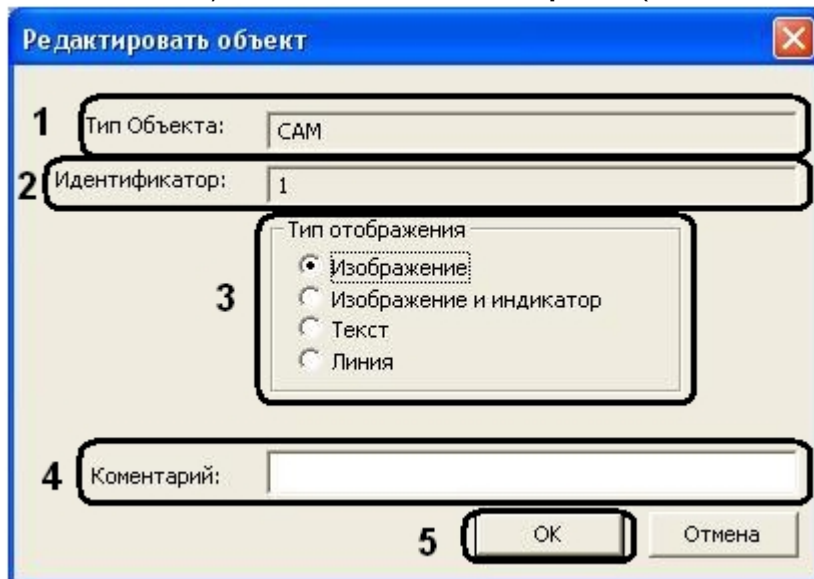 Редактировать объект
1 Тип Объекта: CAM
2 Идентификатор: 1
Тип отображения
Изображение
Изображение и индикатор
3
Текст
Линия
4 Коментарий:
5 OK Отмена